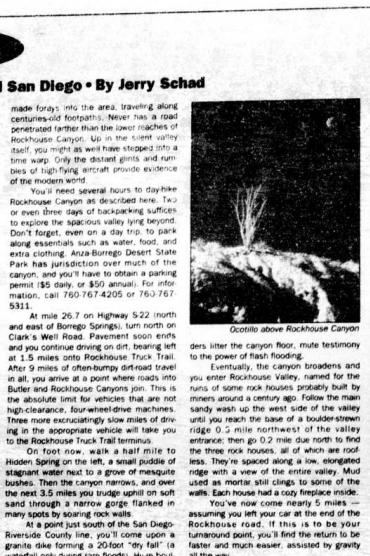 San Diego • By Jerry Schad
made forays into the area, traveling along
centuries-old footpaths. Never has a road
penetrated farther than the lower reaches of
Rockhouse Canyon. Up in the silent valley
itself, you might as well have stepped into a
time warp. Only the distant glints and rum-
bles of high-flying aircraft provide evidence
of the modern world.
You'll need several hours to day-hike
Rockhouse Canyon as described here. Two
or even three days of backpacking suffices
to explore the spacious valley lying beyond.
Don't forget, even on a day trip, to pack
along essentials such as water, food, and
extra clothing. Anza-Borrego Desert State
Park has jurisdiction over much of the
canyon, and you'll have to obtain a parking
permit ($5 daily, or $50 annual). For infor-
mation, call 760-767-4205 or 760-767-
5311.
At mile 26.7 on Highway S-22 (north
and east of Borrego Springs), turn north on
Clark's Well Road. Pavement soon ends
and you continue driving on dirt, bearing left
at 1.5 miles onto Rockhouse Truck Trail.
After 9 miles of often-bumpy dirt-road travel
in all, you arrive at a point where roads into
Butler and Rockhouse Canyons join. This is
the absolute limit for vehicles that are not
high-clearance, four-wheel-drive machines.
Three more excruciatingly slow miles of driv-
ing in the appropriate vehicle will take you
to the Rockhouse Truck Trail terminus.
On foot now, walk a half mile to
Hidden Spring on the left, a small puddle of
stagnant water next to a grove of mesquite
bushes. Then the canyon narrows, and over
the next 3.5 miles you trudge uphill on soft
sand through a narrow gorge flanked in
many spots by soaring rock walls.
At a point just south of the San Diego-
Riverside County line, you'll come upon a
granite dike forming a 20-foot "dry fall" (a
Ocotillo above Rockhouse Canyon
ders litter the canyon floor, mute testimony
to the power of flash flooding.
Eventually, the canyon broadens and
you enter Rockhouse Valley, named for the
ruins of some rock houses probably built by
miners around a century ago. Follow the main
sandy wash up the west side of the valley
until you reach the base of a boulder-strewn
ridge 0.5 mile northwest of the valley
entrance; then go 0.2 mile due north to find
the three rock houses, all of which are roof-
less. They're spaced along a low, elongated
ridge with a view of the entire valley. Mud
used as mortar still clings to some of the
walls. Each house had a cozy fireplace inside.
You've now come nearly 5 miles —
assuming you left your car at the end of the
Rockhouse road. If this is to be your
turnaround point, you'll find the return to be
faster and much easier, assisted by gravity
all the way.